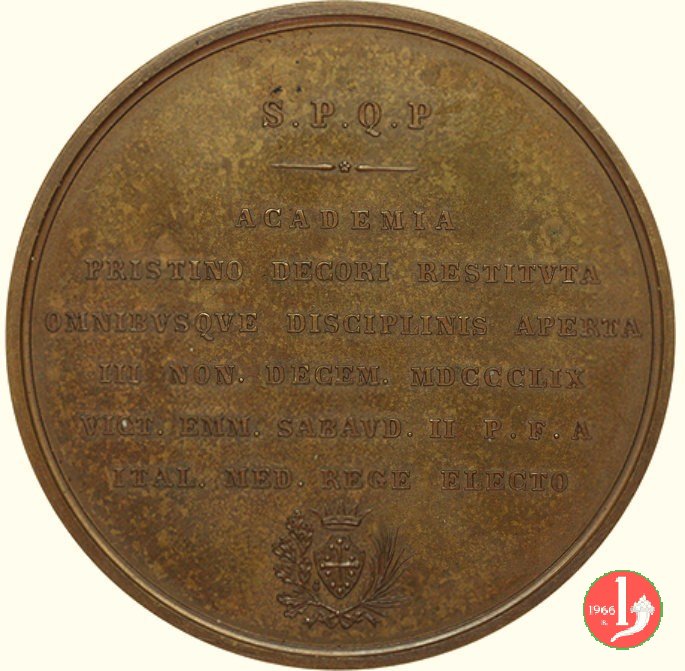 S.P.Q.P
ACADEMIA
PRISTINO DECORI RESTITVTA
OMNIBVSQVE DISCIPLINIS APERTA
III NON. DECEM. MDCCCLIX
VICT. EMM. SABAVD. II P.F.A
ITAL. MED. REGE ELECTO
1966